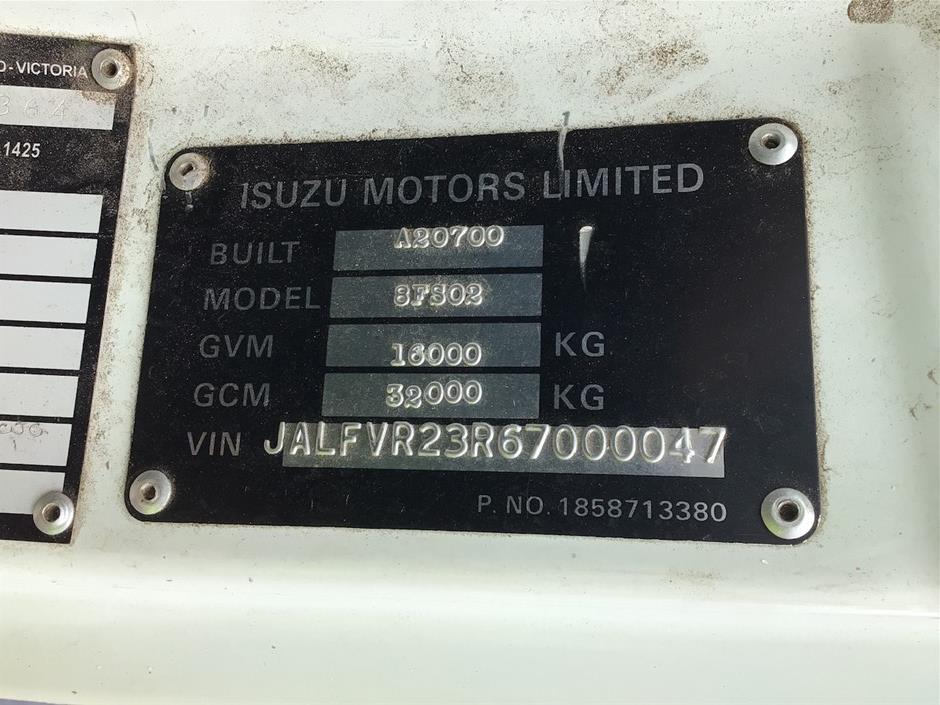 D-VICTORIA
364
1425
ISUZU MOTORS LIMITED
BUILT A20700
MODEL 8FS02
GVM 16000 KG
GCM 32000 KG
VIN JALFVR23R67000047
P. NO. 1858713380